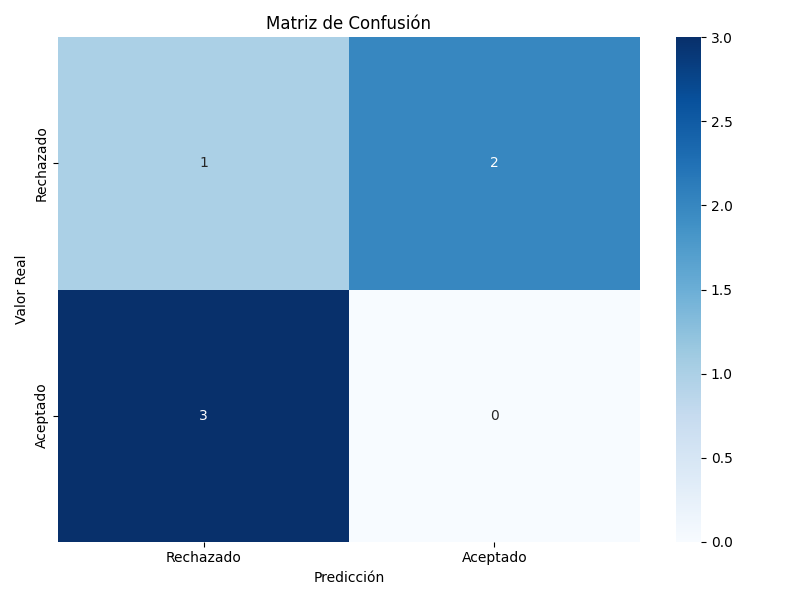 Matriz de Confusión
Valor Real
Rechazado
Aceptado
1
2
3
0
Rechazado
Aceptado
Predicción
3.0
2.5
2.0
1.5
1.0
0.5
0.0